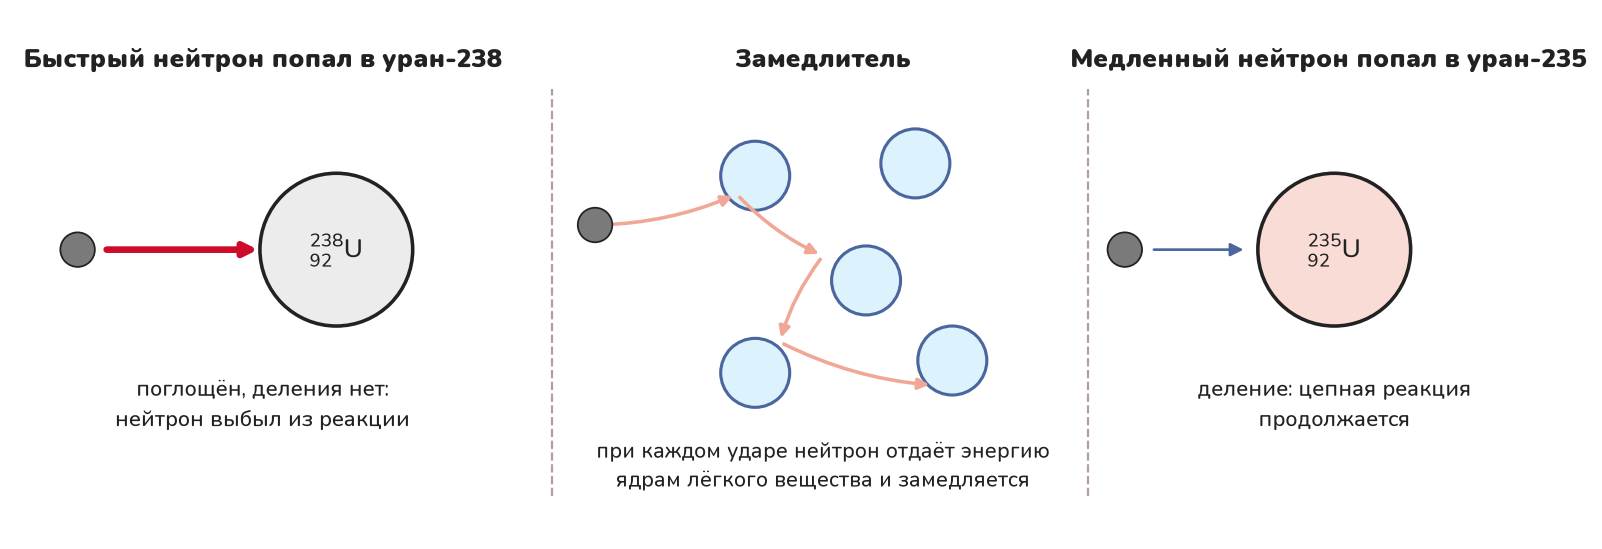 Быстрый нейтрон попал в уран-238
238
92 U
поглощён, деления нет:
нейтрон выбыл из реакции
Замедлитель
при каждом ударе нейтрон отдаёт энергию
ядрам лёгкого вещества и замедляется
Медленный нейтрон попал в уран-235
235
92 U
деление: цепная реакция
продолжается